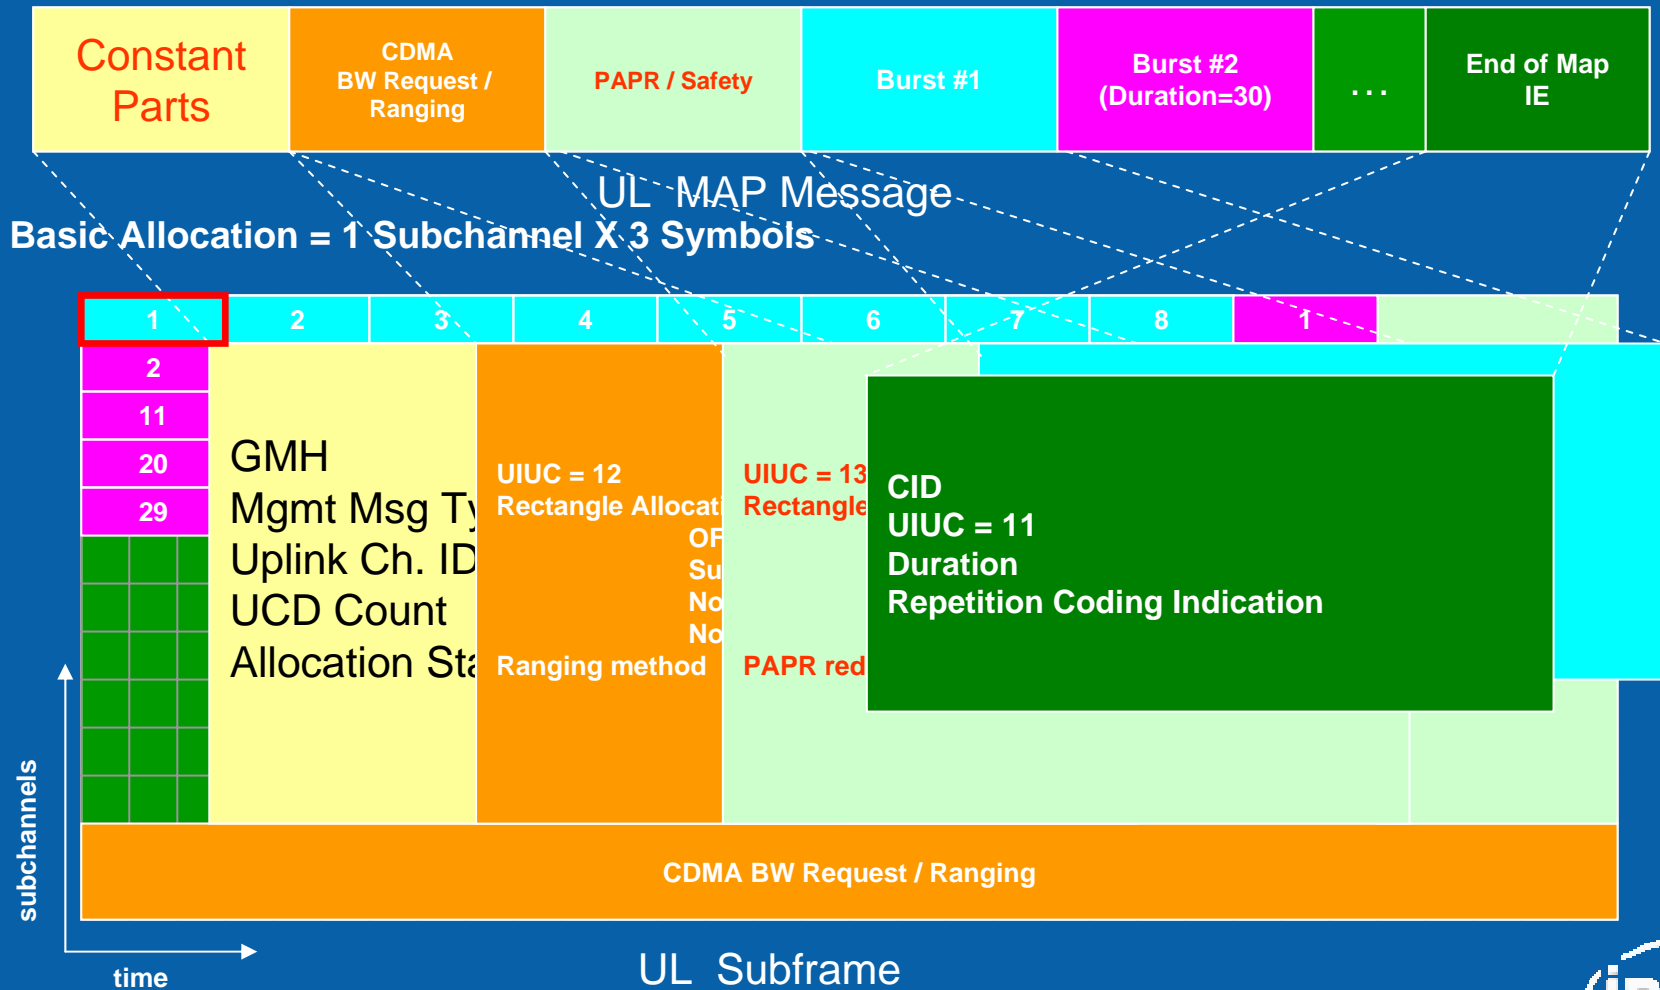 Constant
Parts
CDMA
BW Request /
Ranging
PAPR / Safety
Burst #1
Burst #2
(Duration=30)
...
End of Map
IE
UL MAP Message
Basic Allocation = 1 Subchannel X 3 Symbols
1 2 3 4 5 6 7 8 1
2
11
20
29
GMH
Mgmt Msg Ty
Uplink Ch. ID
UCD Count
Allocation Sta
UIUC = 12
Rectangle Allocati
OF
Su
No
No
Ranging method
UIUC = 13
Rectangle
PAPR red
CID
UIUC = 11
Duration
Repetition Coding Indication
CDMA BW Request / Ranging
subchannels
time
UL Subframe